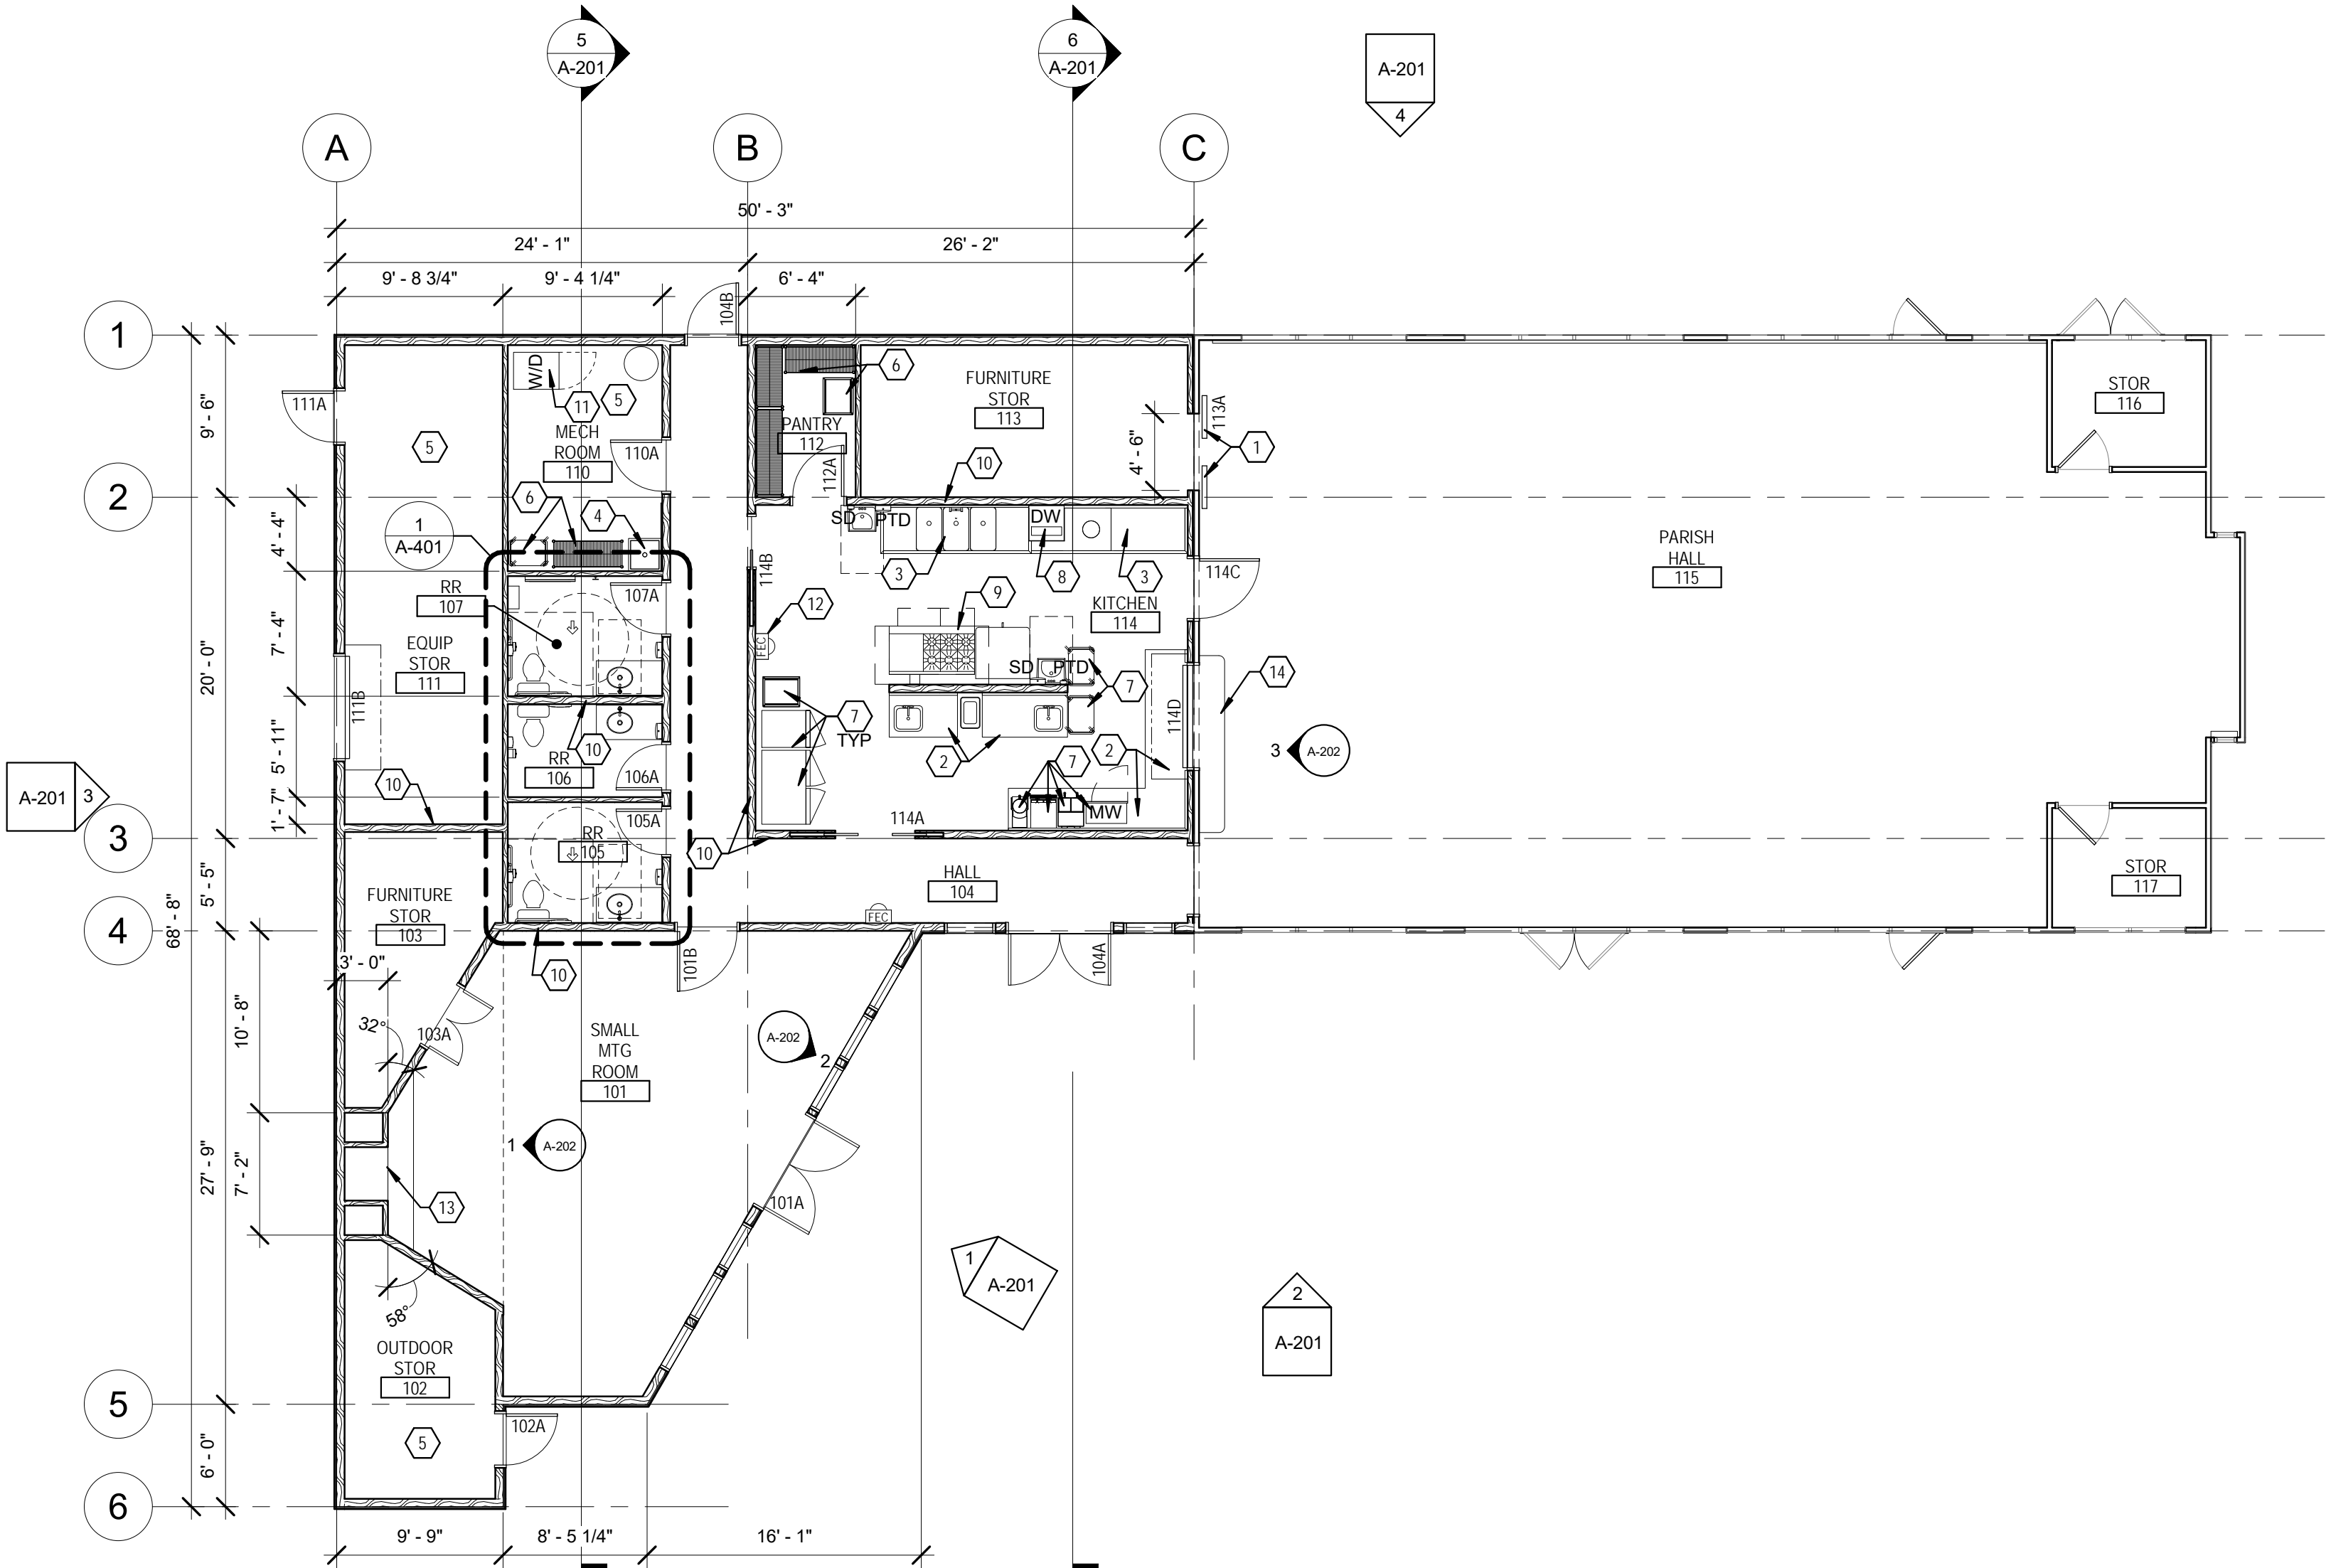 5
A-201
6
A-201
A-201
4
A
B
C
50' - 3"
24' - 1"
26' - 2"
9' - 8 3/4"
9' - 4 1/4"
6' - 4"
104B
1
111A
W/D
11
5
6
FURNITURE
STOR
113
113A
STOR
116
9' - 6"
5
MECH
ROOM
110
110A
PANTRY
112
112A
10
4' - 6"
1
2
6
4
1
A-401
SD
PTD
DW
4' - 4"
114B
3
8
3
114C
PARISH
HALL
115
RR
107
107A
12
9
KITCHEN
114
7' - 4"
20' - 0"
EQUIP
STOR
111
FEC
SD
PTD
14
111B
7
TYP
7
114D
10
RR
106
106A
2
7
2
3
A-202
5' - 11"
A-201
3
10
MW
3
1' - 7"
105A
RR
105
114A
10
5' - 5"
HALL
104
STOR
117
FURNITURE
STOR
103
FEC
4
68' - 8"
3' - 0"
10
101B
104A
10' - 8"
32°
103A
SMALL
MTG
ROOM
101
A-202
2
1
A-202
27' - 9"
7' - 2"
13
101A
1
A-201
2
A-201
58°
OUTDOOR
STOR
102
5
102A
5
6' - 0"
6
9' - 9"
8' - 5 1/4"
16' - 1"